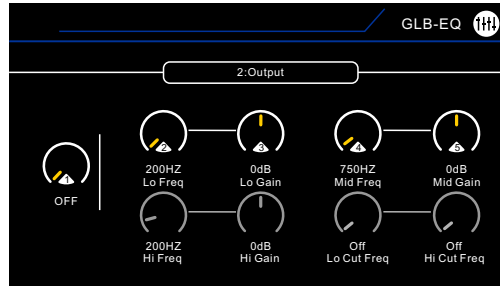 GLB-EQ
2:Output
1
2
3
4
5
OFF
200HZ
Lo Freq
0dB
Lo Gain
750HZ
Mid Freq
0dB
Mid Gain
200HZ
Hi Freq
0dB
Hi Gain
Off
Lo Cut Freq
Off
Hi Cut Freq